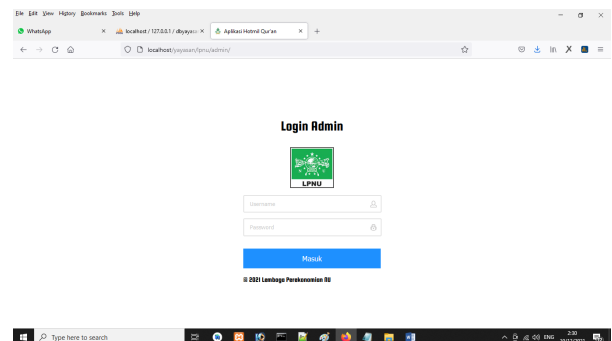 File Edit View History Bookmarks Tools Help
WhatsApp
localhost / 127.0.0.1 / dbyayasan
Aplikasi Hotmil Qur'an
localhost/yayasan/lpnu/admin/
Login Admin
LPNU
Username
Password
Masuk
© 2021 Lembaga Perekonomian NU
Type here to search
ENG
2:30